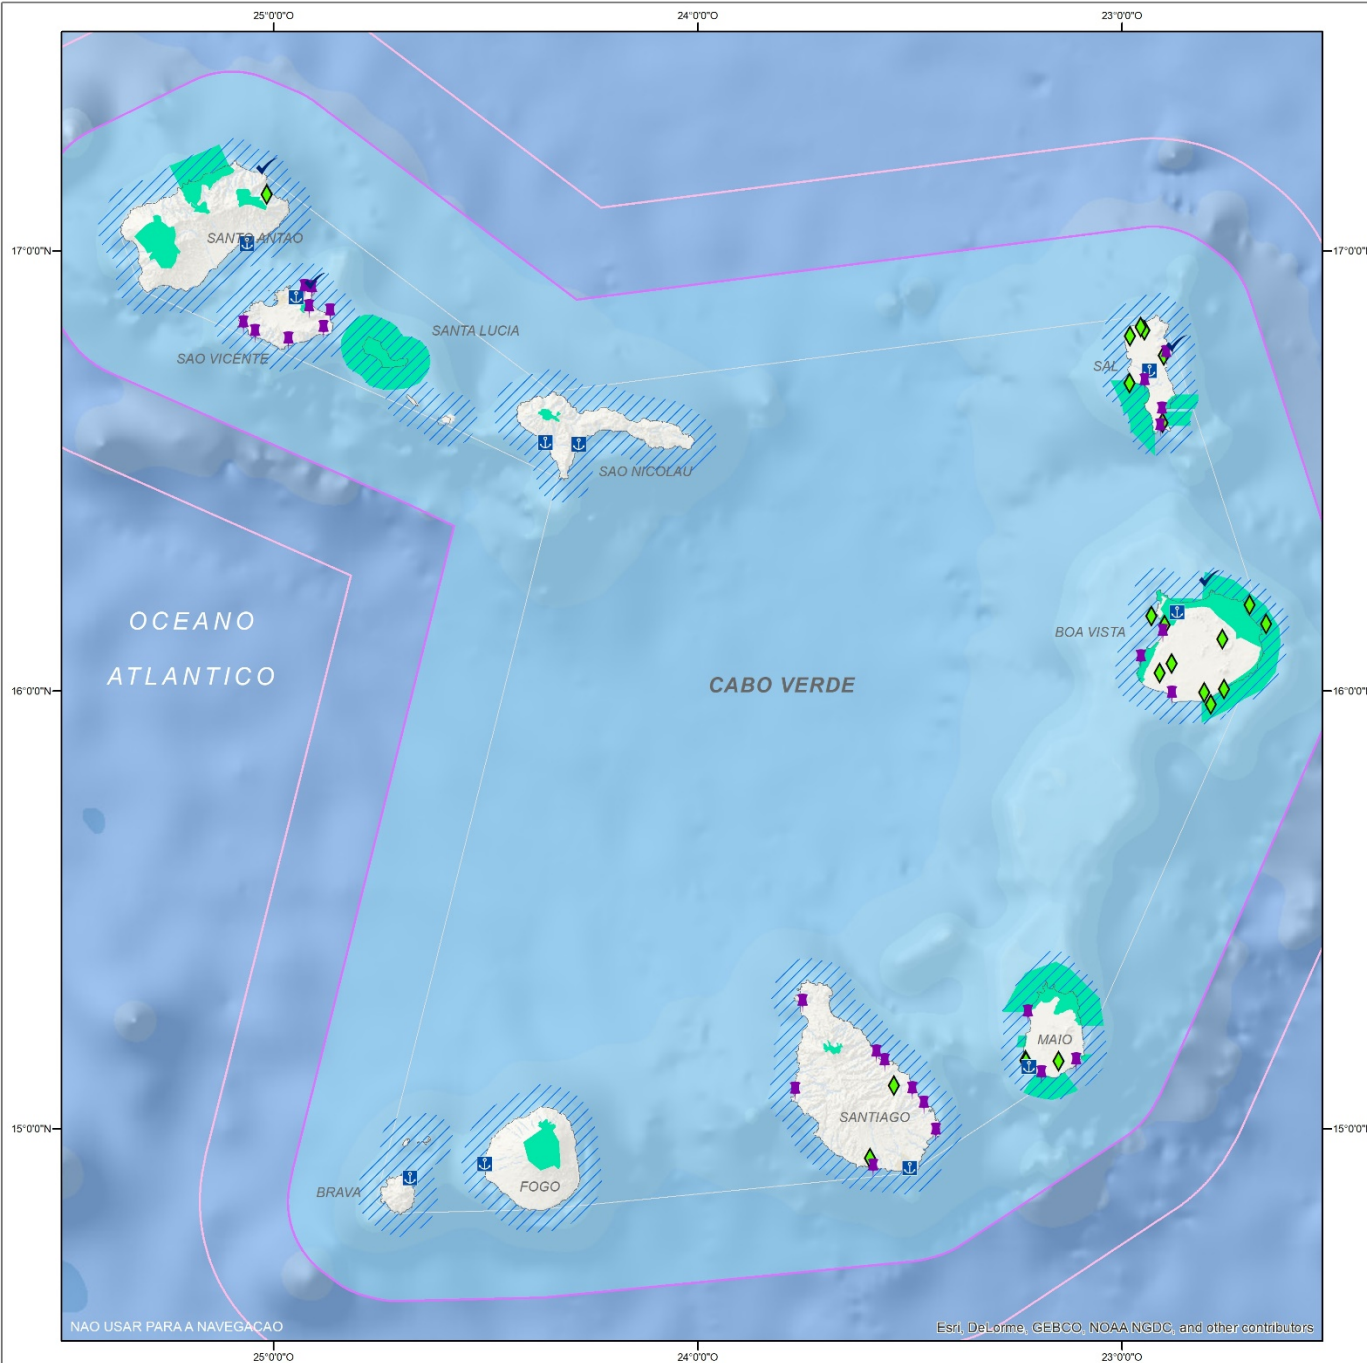 25°0'0"O
24°0'0"O
23°0'0"O
17°0'0"N
17°0'0"N
SANTO ANTAO
SANTA LUCIA
SAO VICENTE
SAL
SAO NICOLAU
OCEANO
ATLANTICO
BOA VISTA
CABO VERDE
16°0'0"N
16°0'0"N
MAIO
SANTIAGO
15°0'0"N
15°0'0"N
BRAVA
FOGO
NAO USAR PARA A NAVEGACAO
Esri, DeLorme, GEBCO, NOAA NGDC, and other contributors
25°0'0"O
24°0'0"O
23°0'0"O